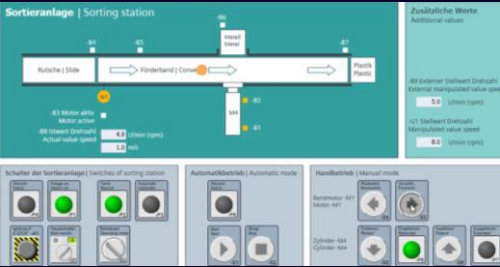 Sortieranlage | Sorting station
Zusätzliche Werte
Additional values
-B6
Metall
Metal
-B4
-B5
-B7
Rutsche | Slide
Förderband | Conve
Plastik
Plastic
M1
-B3 Motor aktiv
Motor active
-B8 Istwert Drehzahl
Actual value speed
4.0 U/min (rpm)
1.0 m/s
M4
-B2
-B1
-B9 Externer Stellwert Drehzahl
External manipulated value spee
5.0 U/min (rpm)
-U1 Stellwert Drehzahl
Manipulated value speed
8.0 U/min (rpm)
Schalter der Sortieranlage | Switches of sorting station
Automatikbetrieb | Automatic mode
Handbetrieb | Manual mode
Bandmotor -M1
Motor -M1
Zylinder -M4
Cylinder -M4